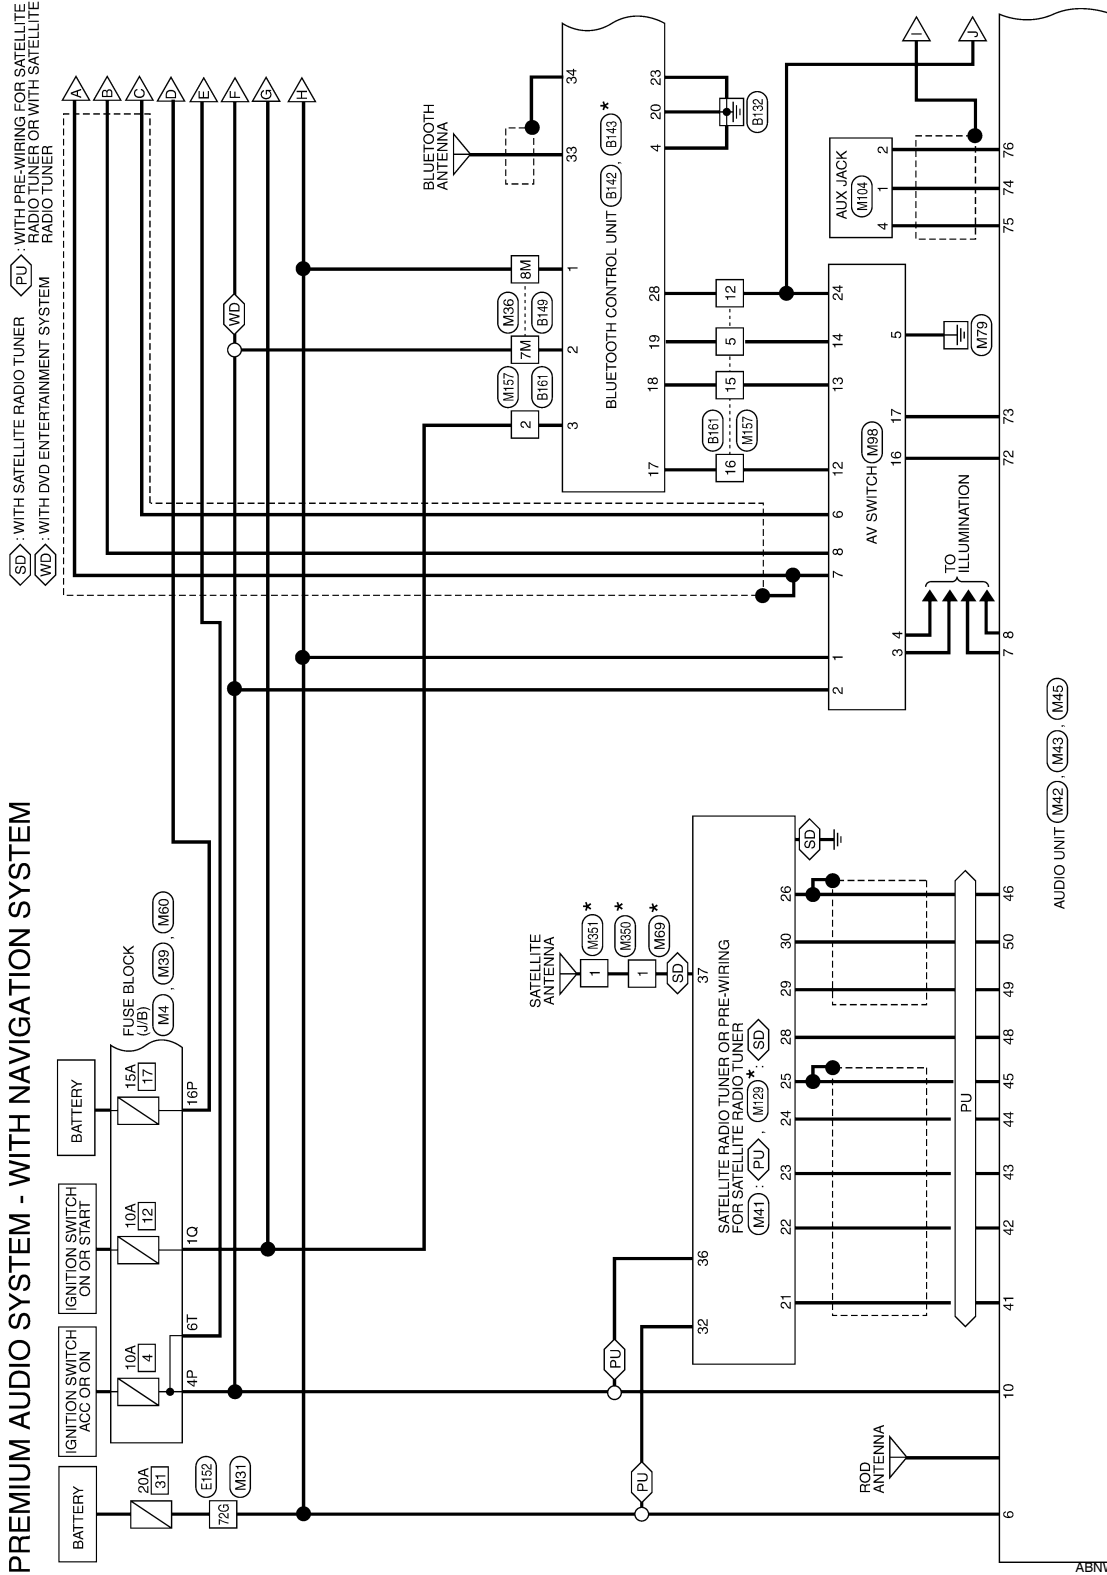 PREMIUM AUDIO SYSTEM - WITH NAVIGATION SYSTEM
SD : WITH SATELLITE RADIO TUNER
WD : WITH DVD ENTERTAINMENT SYSTEM
PU : WITH PRE-WIRING FOR SATELLITE
RADIO TUNER OR WITH SATELLITE
RADIO TUNER
BATTERY
IGNITION SWITCH
ACC OR ON
IGNITION SWITCH
ON OR START
BATTERY
20A
31
10A
4
10A
12
15A
17
FUSE BLOCK
(J/B)
M4 , M39 , M60
72G
E152
M31
4P
6T
1Q
16P
A
B
C
D
E
F
G
H
WD
BLUETOOTH
ANTENNA
2
7M
8M
M157
B161
M36
B149
3
2
1
33
34
BLUETOOTH CONTROL UNIT B142 , B143 *
17
18
19
28
4
20
23
B132
16
15
5
12
B161
M157
SATELLITE
ANTENNA
1
1
M351 *
M350 *
M69 *
SD
PU
PU
32
36
37
SATELLITE RADIO TUNER OR PRE-WIRING
FOR SATELLITE RADIO TUNER
M41 : PU , M129 * : SD
21
22
23
24
25
28
29
30
26
SD
2
1
7
8
6
12
13
14
24
AV SWITCH M98
3
4
16
17
5
M79
TO
ILLUMINATION
AUX JACK
M104
4
1
2
I
J
ROD
ANTENNA
PU
6
10
41
42
43
44
45
48
49
50
46
7
8
72
73
75
74
76
AUDIO UNIT M42 , M43 , M45